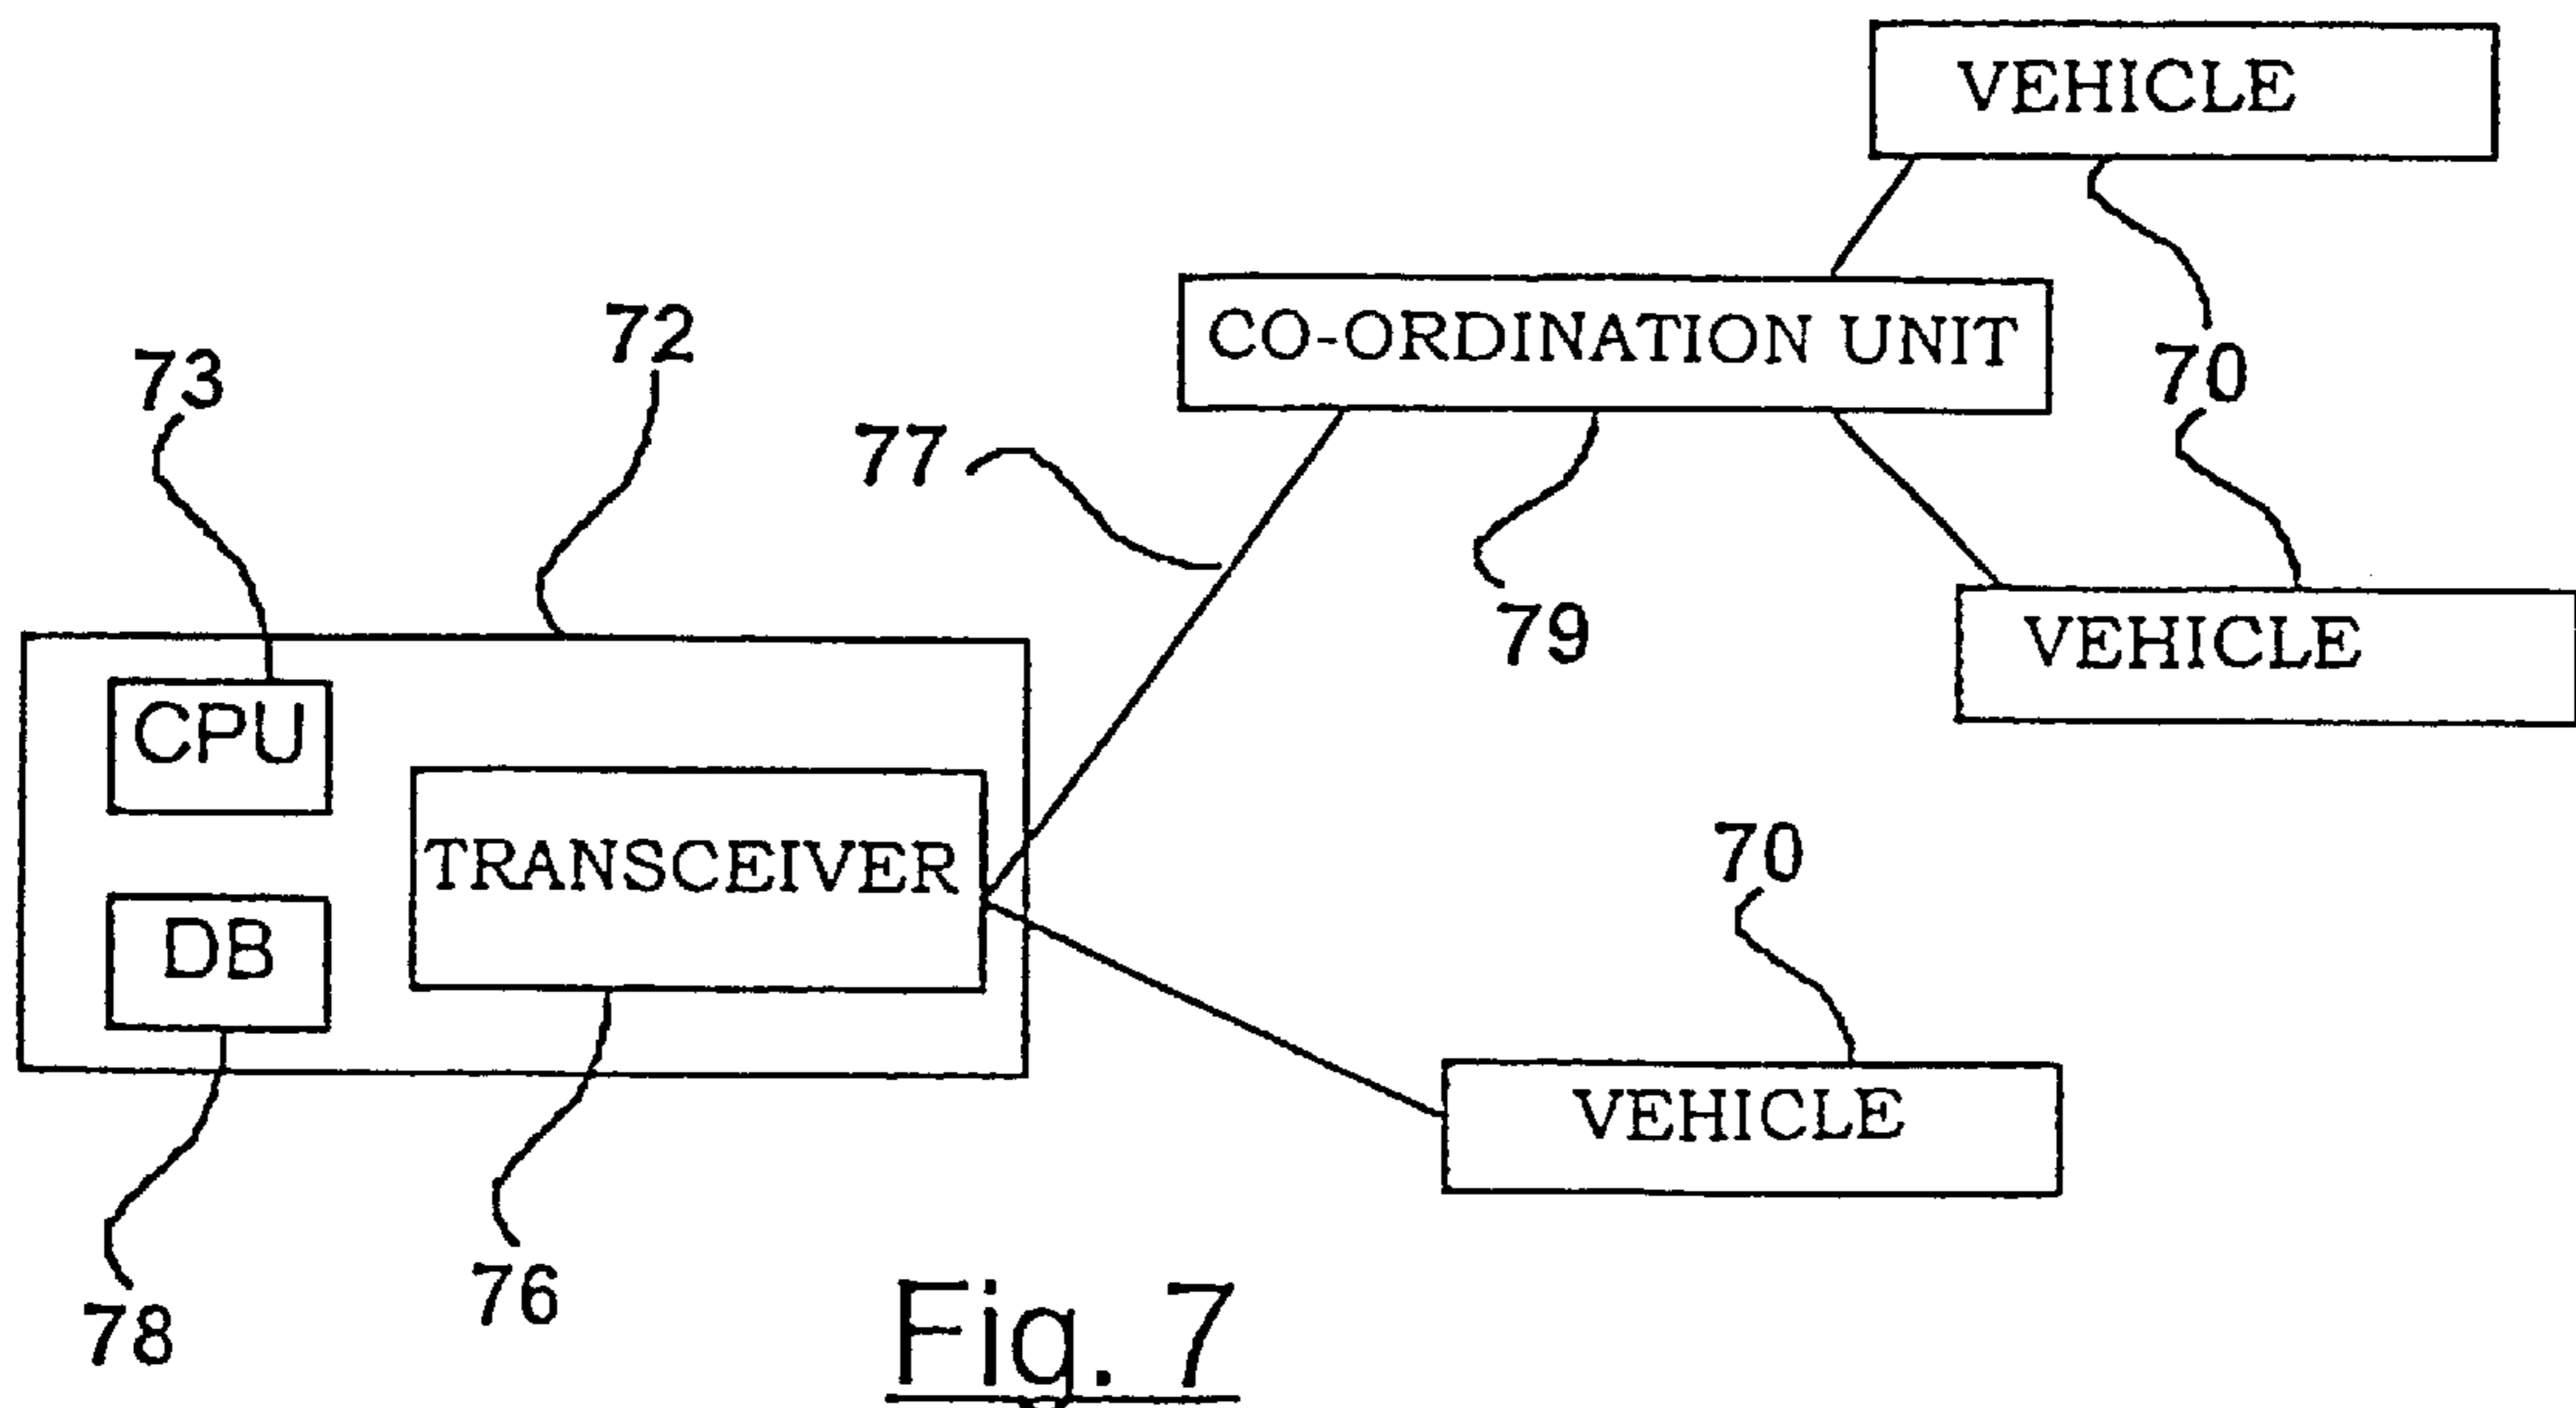 VEHICLE
72
CO-ORDINATION UNIT
73
70
77
79
VEHICLE
CPU
TRANSCEIVER
70
DB
VEHICLE
76
78
Fig. 7